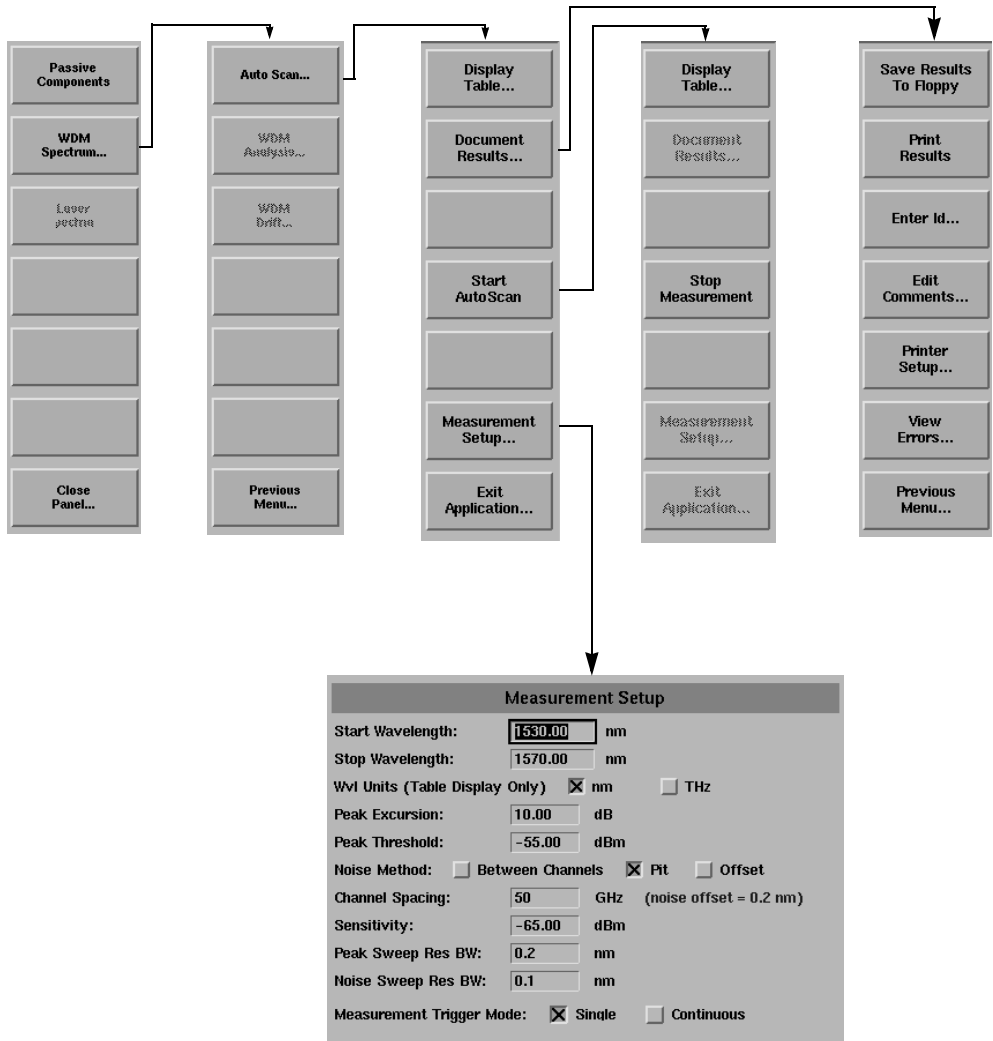 Passive
Components
WDM
Spectrum...
Laser
pectra
Close
Panel...
Auto Scan...
WDM
Analysis...
WDM
Drift...
Previous
Menu...
Display
Table...
Document
Results...
Start
AutoScan
Measurement
Setup...
Exit
Application...
Display
Table...
Document
Results...
Stop
Measurement
Measurement
Setup...
Exit
Application...
Save Results
To Floppy
Print
Results
Enter Id...
Edit
Comments...
Printer
Setup...
View
Errors...
Previous
Menu...
Measurement Setup
Start Wavelength: 1530.00 nm
Stop Wavelength: 1570.00 nm
Wvl Units (Table Display Only) nm THz
Peak Excursion: 10.00 dB
Peak Threshold: -55.00 dBm
Noise Method: Between Channels Pit Offset
Channel Spacing: 50 GHz (noise offset = 0.2 nm)
Sensitivity: -65.00 dBm
Peak Sweep Res BW: 0.2 nm
Noise Sweep Res BW: 0.1 nm
Measurement Trigger Mode: Single Continuous